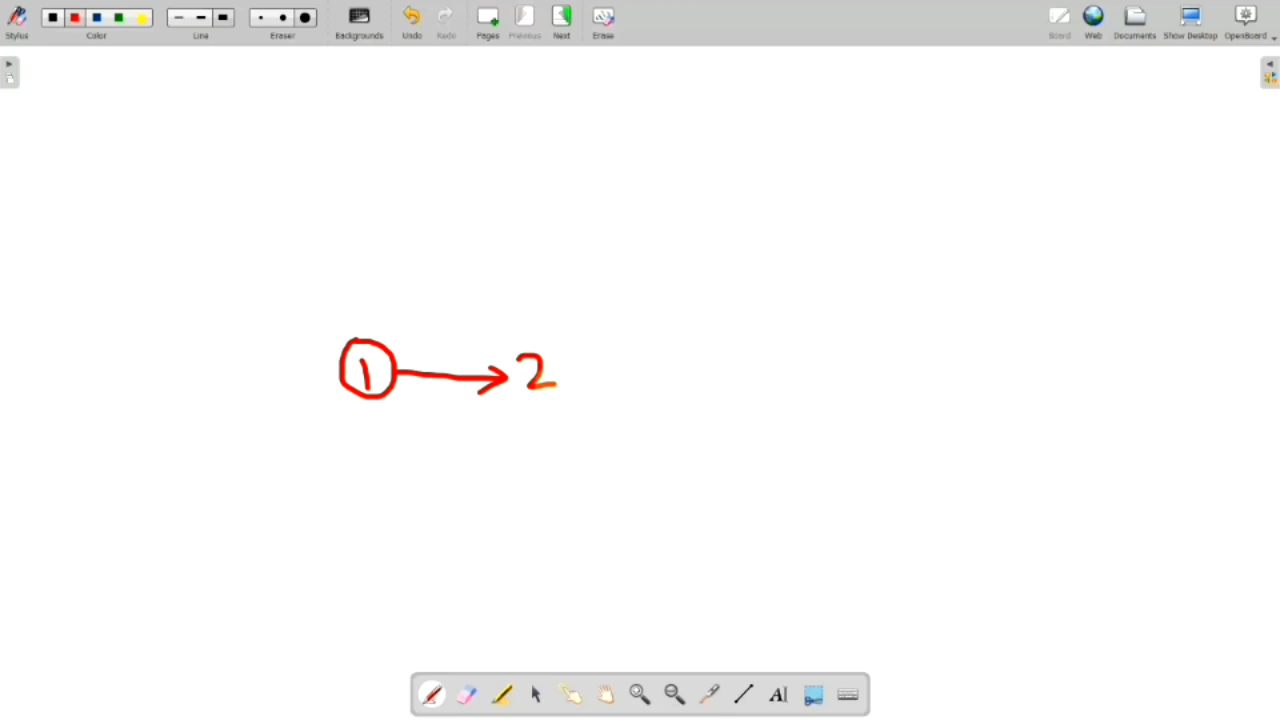 Stylus Color Line Eraser Backgrounds Undo Redo Pages Previous Next Erase Board Web Documents Show Desktop OpenBoard
1 → 2
AI